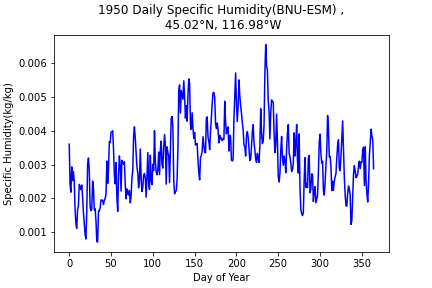 1950 Daily Specific Humidity(BNU-ESM) ,
45.02°N, 116.98°W
Specific Humidity(kg/kg)
0.006
0.005
0.004
0.003
0.002
0.001
0 50 100 150 200 250 300 350
Day of Year